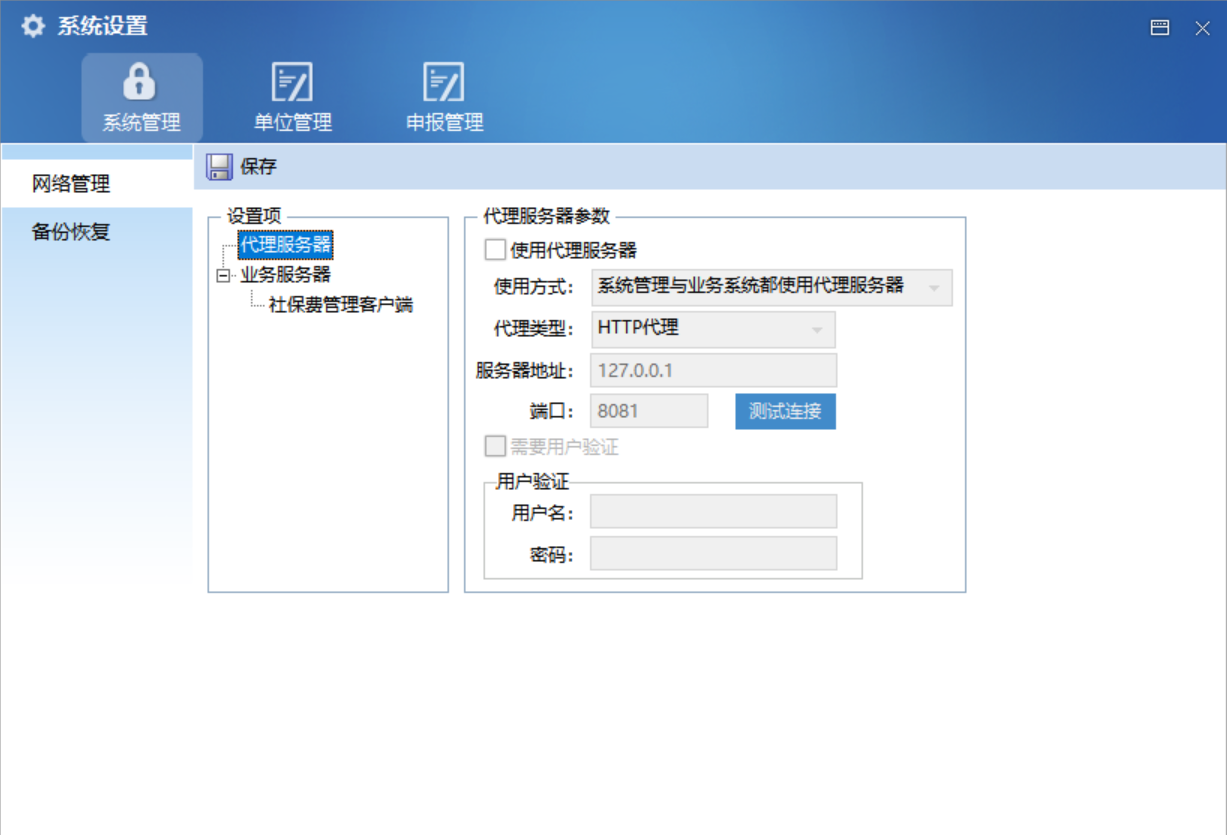 系统设置
系统管理
单位管理
申报管理
网络管理
备份恢复
保存
设置项
代理服务器
业务服务器
社保费管理客户端
代理服务器参数
使用代理服务器
使用方式： 系统管理与业务系统都使用代理服务器
代理类型： HTTP代理
服务器地址： 127.0.0.1
端口： 8081 测试连接
需要用户验证
用户验证
用户名：
密码：